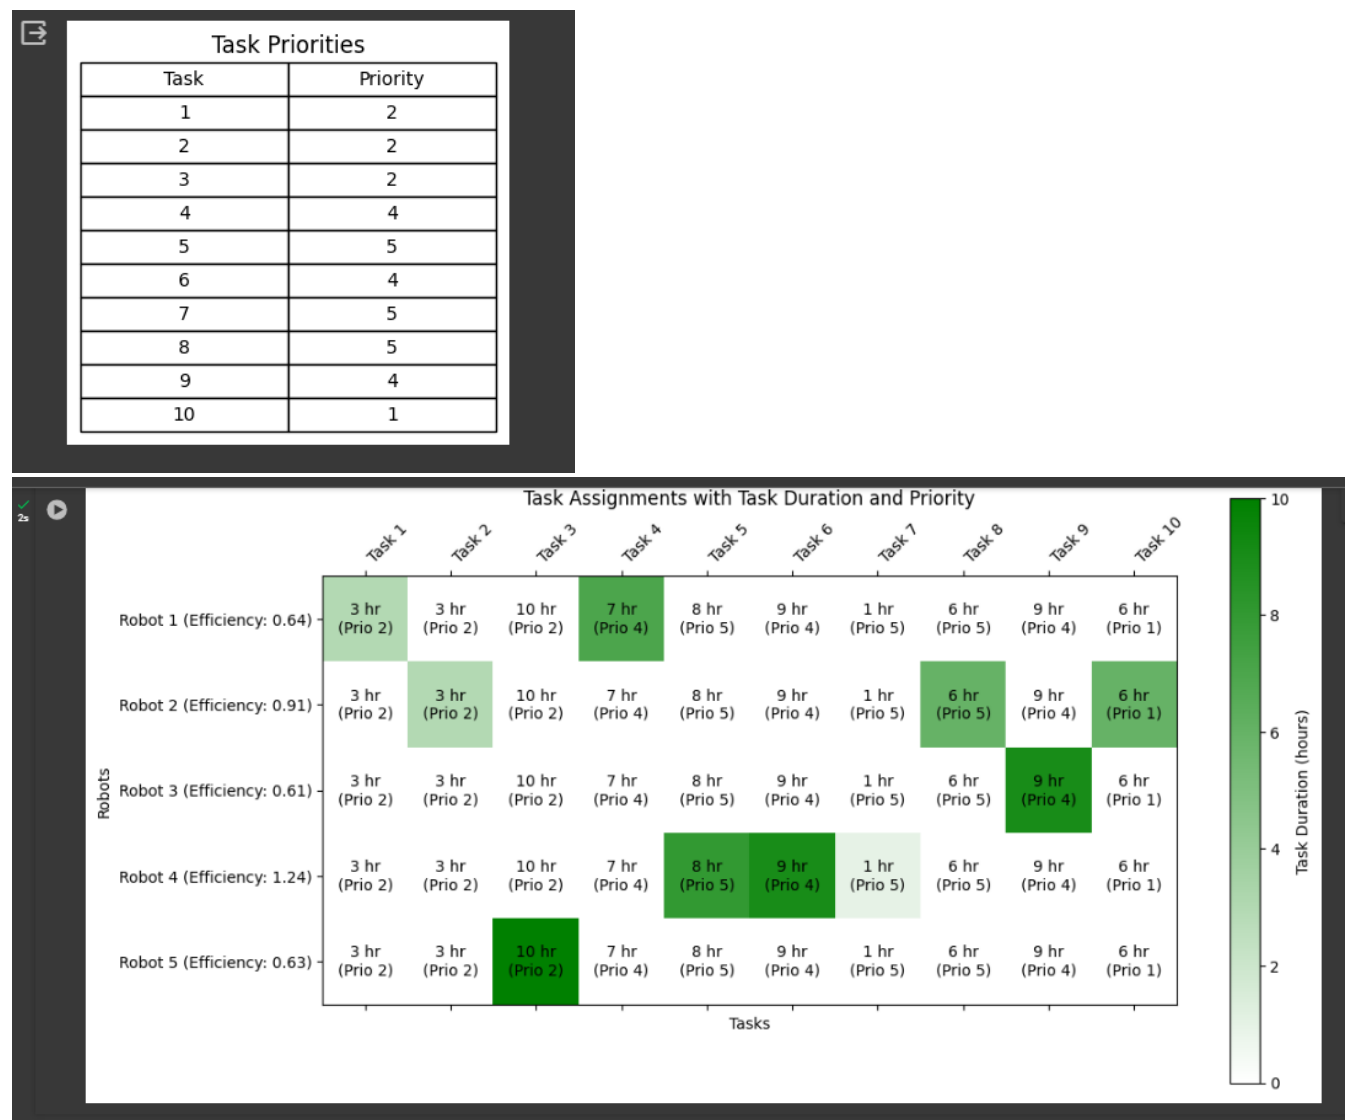 Task Priorities
Task Priority
1 2
2 2
3 2
4 4
5 5
6 4
7 5
8 5
9 4
10 1
2s
Task Assignments with Task Duration and Priority
Task 1 Task 2 Task 3 Task 4 Task 5 Task 6 Task 7 Task 8 Task 9 Task 10
Robot 1 (Efficiency: 0.64)
3 hr 3 hr 10 hr 7 hr 8 hr 9 hr 1 hr 6 hr 9 hr 6 hr
(Prio 2) (Prio 2) (Prio 2) (Prio 4) (Prio 5) (Prio 4) (Prio 5) (Prio 5) (Prio 4) (Prio 1)
Robot 2 (Efficiency: 0.91)
3 hr 3 hr 10 hr 7 hr 8 hr 9 hr 1 hr 6 hr 9 hr 6 hr
(Prio 2) (Prio 2) (Prio 2) (Prio 4) (Prio 5) (Prio 4) (Prio 5) (Prio 5) (Prio 4) (Prio 1)
Robot 3 (Efficiency: 0.61)
3 hr 3 hr 10 hr 7 hr 8 hr 9 hr 1 hr 6 hr 9 hr 6 hr
(Prio 2) (Prio 2) (Prio 2) (Prio 4) (Prio 5) (Prio 4) (Prio 5) (Prio 5) (Prio 4) (Prio 1)
Robot 4 (Efficiency: 1.24)
3 hr 3 hr 10 hr 7 hr 8 hr 9 hr 1 hr 6 hr 9 hr 6 hr
(Prio 2) (Prio 2) (Prio 2) (Prio 4) (Prio 5) (Prio 4) (Prio 5) (Prio 5) (Prio 4) (Prio 1)
Robot 5 (Efficiency: 0.63)
3 hr 3 hr 10 hr 7 hr 8 hr 9 hr 1 hr 6 hr 9 hr 6 hr
(Prio 2) (Prio 2) (Prio 2) (Prio 4) (Prio 5) (Prio 4) (Prio 5) (Prio 5) (Prio 4) (Prio 1)
Robots
Tasks
10
8
6
4
2
0
Task Duration (hours)